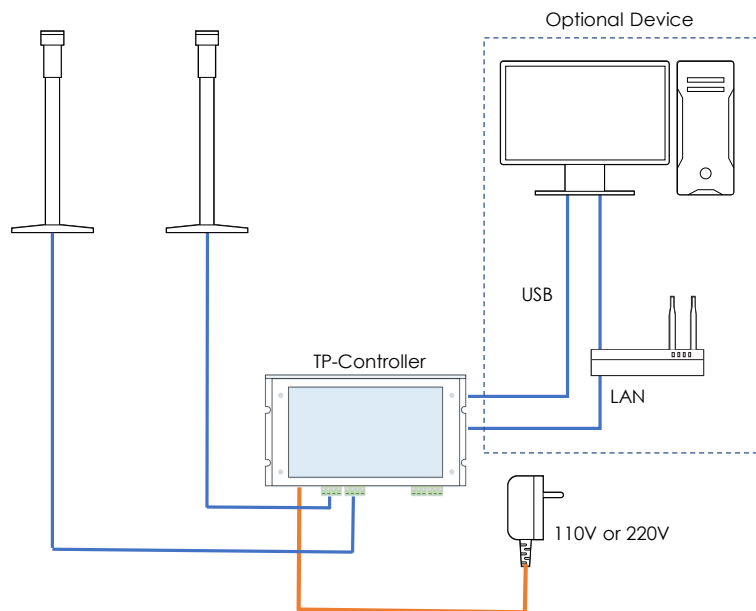 Optional Device
USB
TP-Controller
LAN
110V or 220V